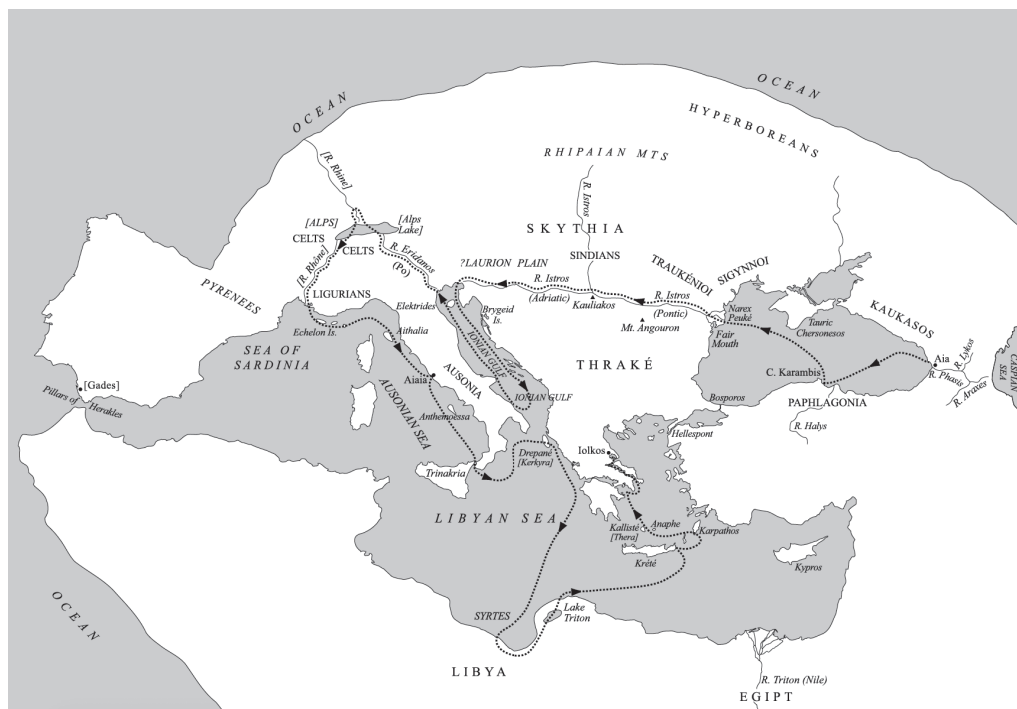 OCEAN
OCEAN
HYPERBOREANS
RHIPAIAN MTS
[R. Rhine]
R. Istros
[ALPS]
[Alps
Lake]
CELTS
CELTS
SKYTHIA
R. Eridanos
(Po)
[R. Rhône]
?LAURION PLAIN
SINDIANS
TRAUKÉNIOI
SIGYNNOI
R. Istros
(Adriatic)
R. Istros
(Pontic)
PYRENEES
LIGURIANS
Elektrides
Brygeid
Is.
Kauliakos
Mt. Angouron
Narex
Peuké
Fair
Mouth
Tauric
Chersonesos
KAUKASOS
Echelon Is.
Aithalia
SEA OF
SARDINIA
IONIAN GULF
THRAKÉ
Aia
R. Lykos
R. Phasis
R. Araxes
CASPIAN
SEA
C. Karambis
[Gades]
Pillars of
Herakles
Aiaia
AUSONIA
IONIAN GULF
Bosporos
PAPHLAGONIA
R. Halys
AUSONIAN SEA
Anthemoessa
Hellespont
Drepané
[Kerkyra]
Iolkos
Trinakria
LIBYAN SEA
Kallisté
[Thera]
Anaphe
Karpathos
Krété
Kypros
OCEAN
SYRTES
Lake
Triton
LIBYA
R. Triton (Nile)
EGIPT